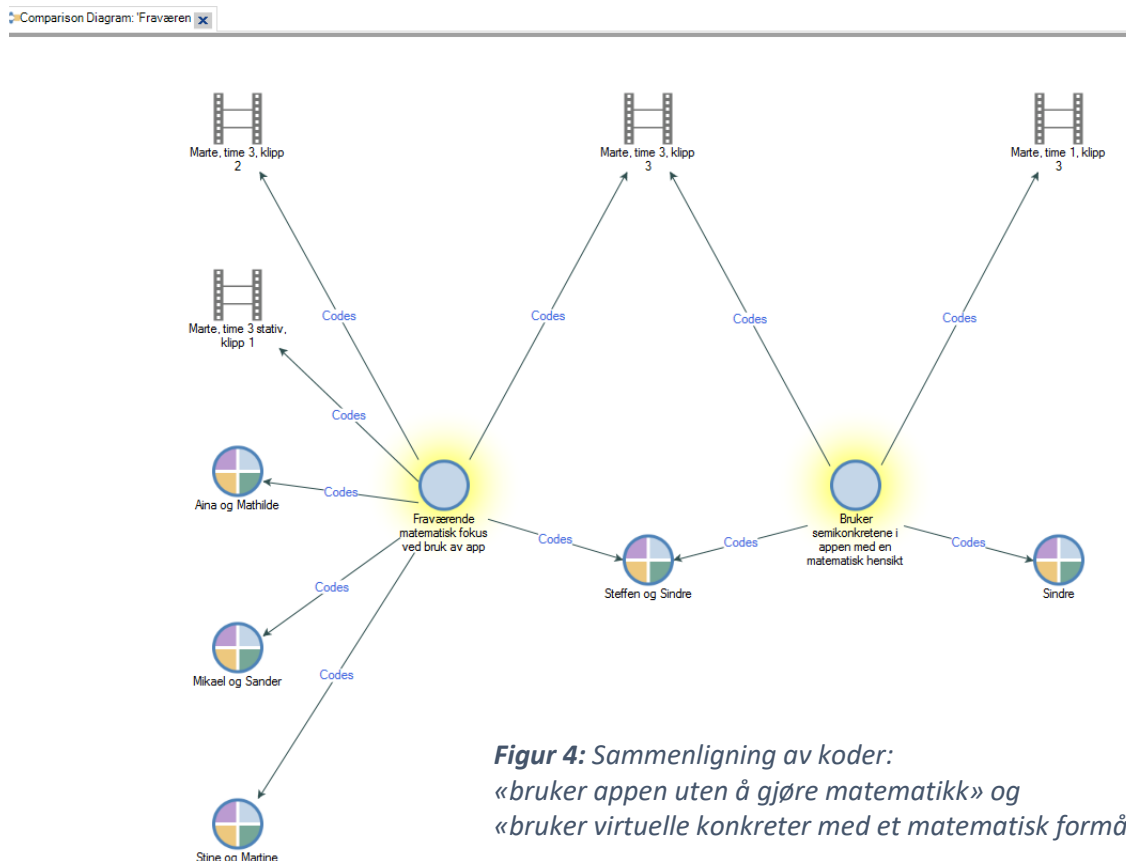 Comparison Diagram: 'Fraværen
Marte, time 3, klipp
2
Marte, time 3, klipp
3
Marte, time 1, klipp
3
Marte, time 3 stativ,
klipp 1
Codes
Codes
Codes
Codes
Codes
Aina og Mathilde
Codes
Fraværende
matematisk fokus
ved bruk av app
Bruker
semikonkretene i
appen med en
matematisk hensikt
Codes
Codes
Codes
Steffen og Sindre
Sindre
Codes
Mikael og Sander
Codes
Figur 4: Sammenligning av koder:
«bruker appen uten å gjøre matematikk» og
«bruker virtuelle konkreter med et matematisk formå
Stine og Martine